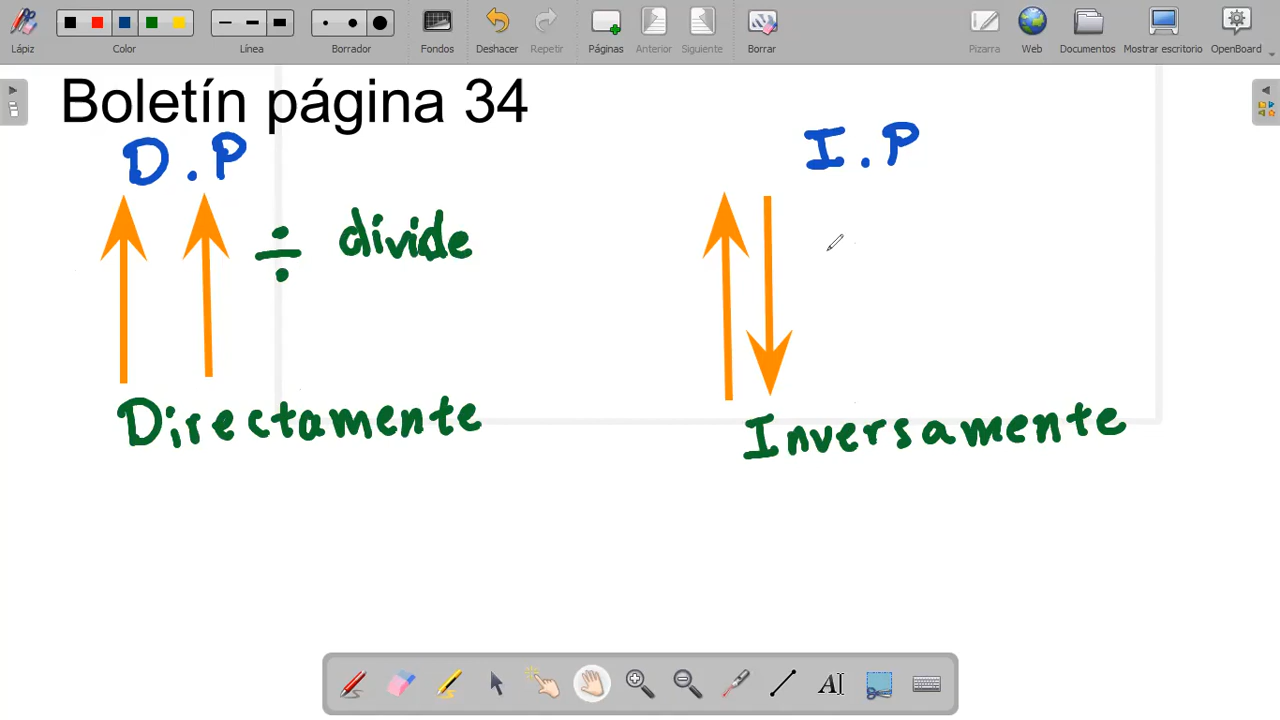 Lápiz Color Línea Borrador Fondos Deshacer Repetir Páginas Anterior Siguiente Borrar Pizarra Web Documentos Mostrar escritorio OpenBoard
Boletín página 34
D.P
I.P
÷ divide
Directamente
Inversamente